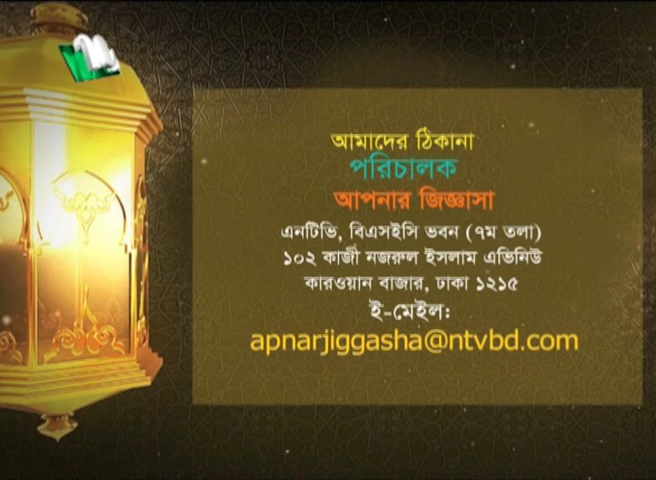 আমাদের ঠিকানা
পরিচালক
আপনার জিজ্ঞাসা
এনটিভি, বিএসইসি ভবন (৭ম তলা)
১০২ কাজী নজরুল ইসলাম এভিনিউ
কারওয়ান বাজার, ঢাকা ১২১৫
ই-মেইল:
apnarjiggasha@ntvbd.com